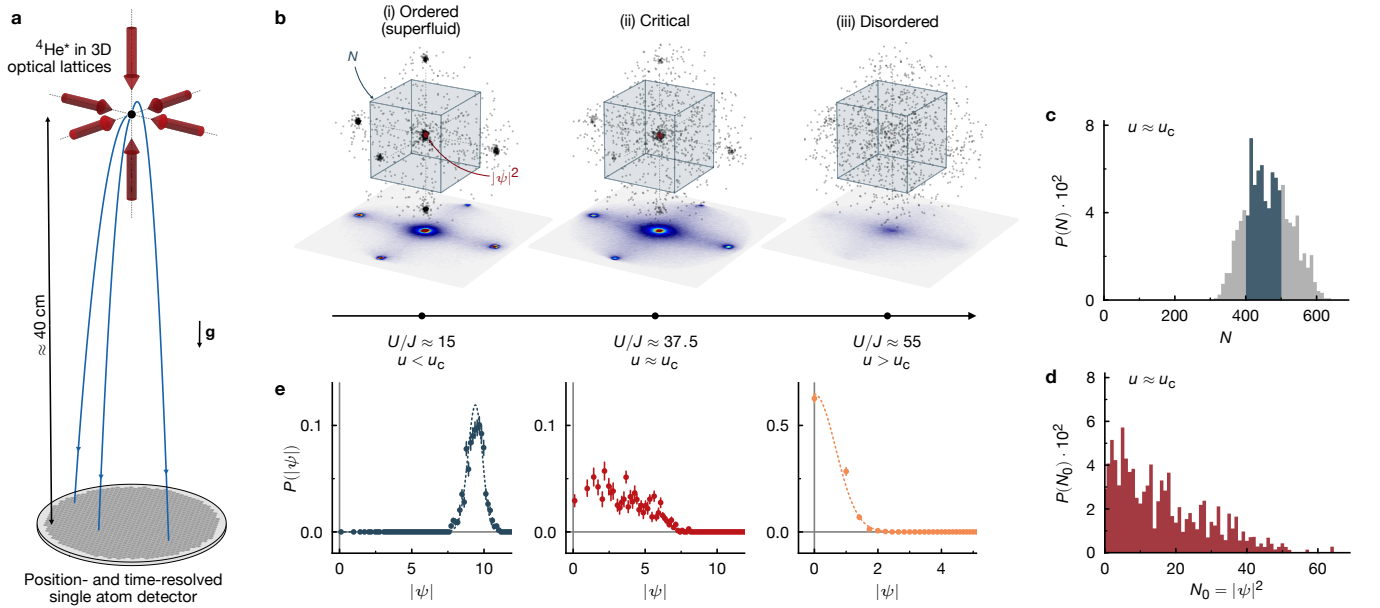 a
⁴He* in 3D
optical lattices
≈ 40 cm
g
Position- and time-resolved
single atom detector
b
(i) Ordered
(superfluid)
(ii) Critical
(iii) Disordered
N
|ψ|²
U/J ≈ 15
u < u_c
U/J ≈ 37.5
u ≈ u_c
U/J ≈ 55
u > u_c
c
u ≈ u_c
P(N) · 10²
8
4
0
0 200 400 600
N
d
u ≈ u_c
P(N₀) · 10²
8
6
4
2
0
0 20 40 60
N₀ = |ψ|²
e
P(|ψ|)
0.1
0.0
0 5 10
|ψ|
0.1
0.0
0 5 10
|ψ|
0.5
0.0
0 1 2 3 4 5
|ψ|